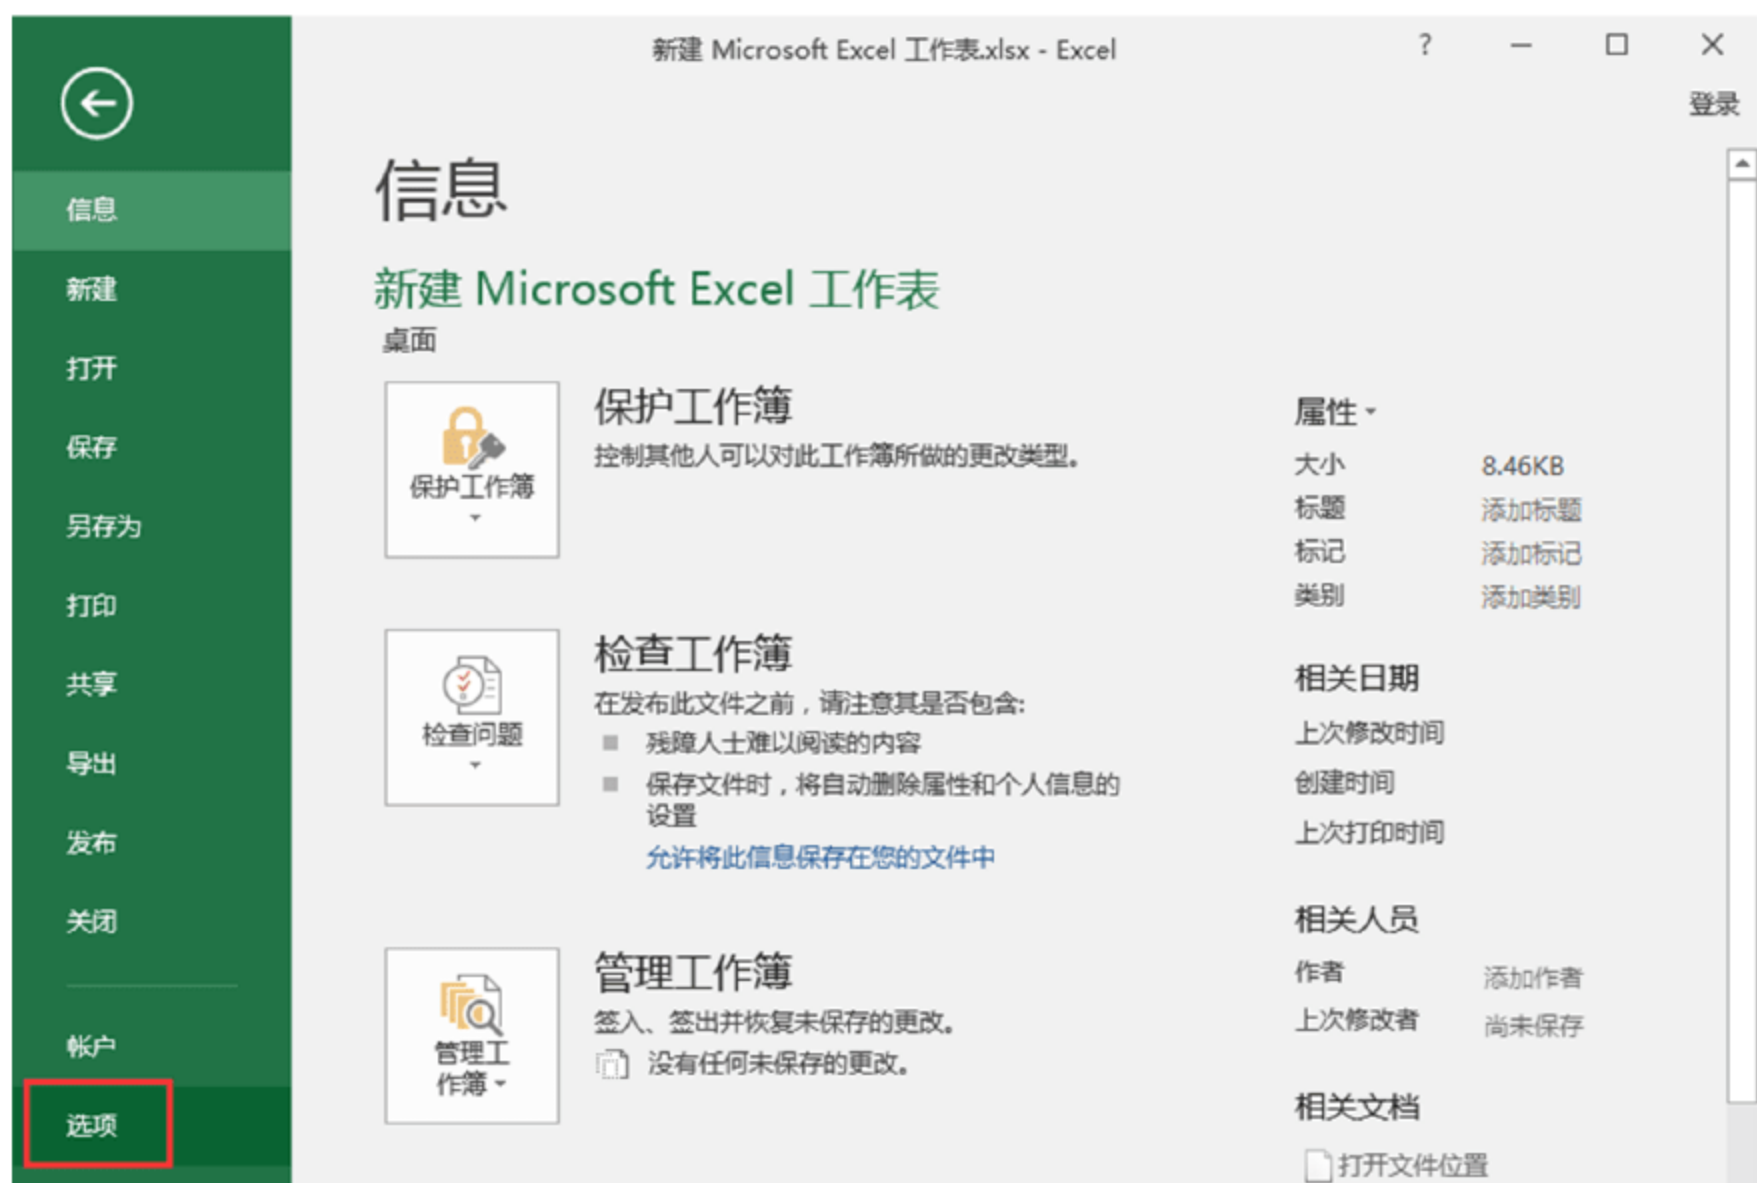 新建 Microsoft Excel 工作表.xlsx - Excel
?
登录
信息
新建
打开
保存
另存为
打印
共享
导出
发布
关闭
帐户
选项
信息
新建 Microsoft Excel 工作表
桌面
保护工作簿
保护工作簿
控制其他人可以对此工作簿所做的更改类型。
检查问题
检查工作簿
在发布此文件之前，请注意其是否包含:
残障人士难以阅读的内容
保存文件时，将自动删除属性和个人信息的
设置
允许将此信息保存在您的文件中
管理工
作簿
管理工作簿
签入、签出并恢复未保存的更改。
没有任何未保存的更改。
属性
大小 8.46KB
标题 添加标题
标记 添加标记
类别 添加类别
相关日期
上次修改时间
创建时间
上次打印时间
相关人员
作者 添加作者
上次修改者 尚未保存
相关文档
打开文件位置